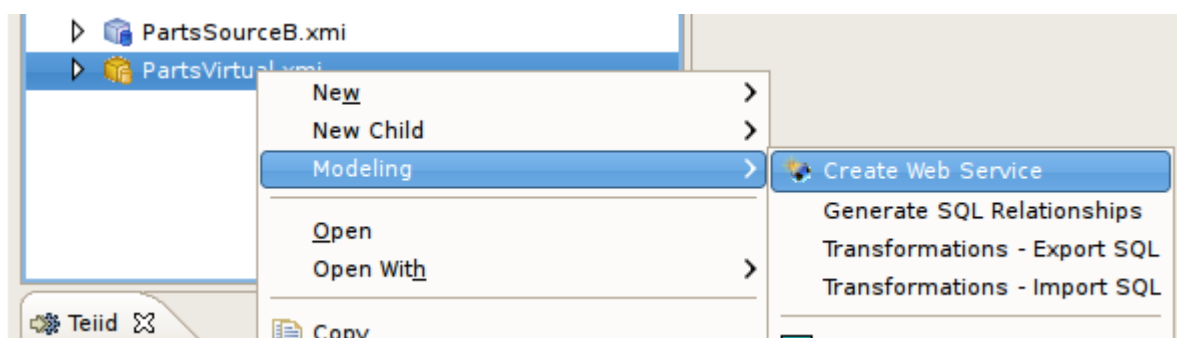 PartsSourceB.xmi
PartsVirtual.xmi
New
New Child
Modeling
Create Web Service
Generate SQL Relationships
Transformations - Export SQL
Transformations - Import SQL
Open
Open With
Copy
Teiid